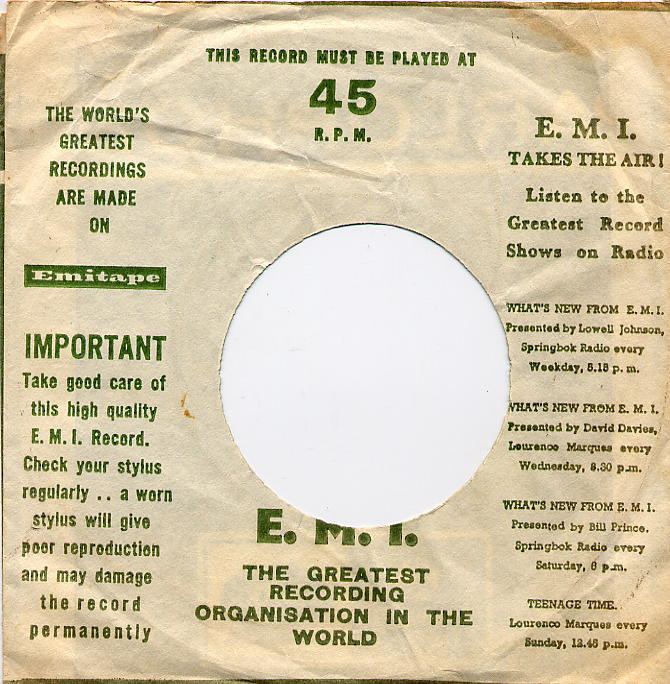 THIS RECORD MUST BE PLAYED AT
45
R.P.M.
THE WORLD'S
GREATEST
RECORDINGS
ARE MADE
ON
Emitape
IMPORTANT
Take good care of
this high quality
E.M.I. Record.
Check your stylus
regularly .. a worn
stylus will give
poor reproduction
and may damage
the record
permanently
E. M. I.
THE GREATEST
RECORDING
ORGANISATION IN THE
WORLD
E. M. I.
TAKES THE AIR!
Listen to the
Greatest Record
Shows on Radio
WHAT'S NEW FROM E. M. I.
Presented by Lowell Johnson,
Springbok Radio every
Weekday, 5.15 p. m.
WHAT'S NEW FROM E. M. I.
Presented by David Davies,
Lourenco Marques every
Wednesday, 8.30 p.m.
WHAT'S NEW FROM E. M. I.
Presented by Bill Prince,
Springbok Radio every
Saturday, 6 p.m.
TEENAGE TIME.
Lourenco Marques every
Sunday, 12.45 p.m.